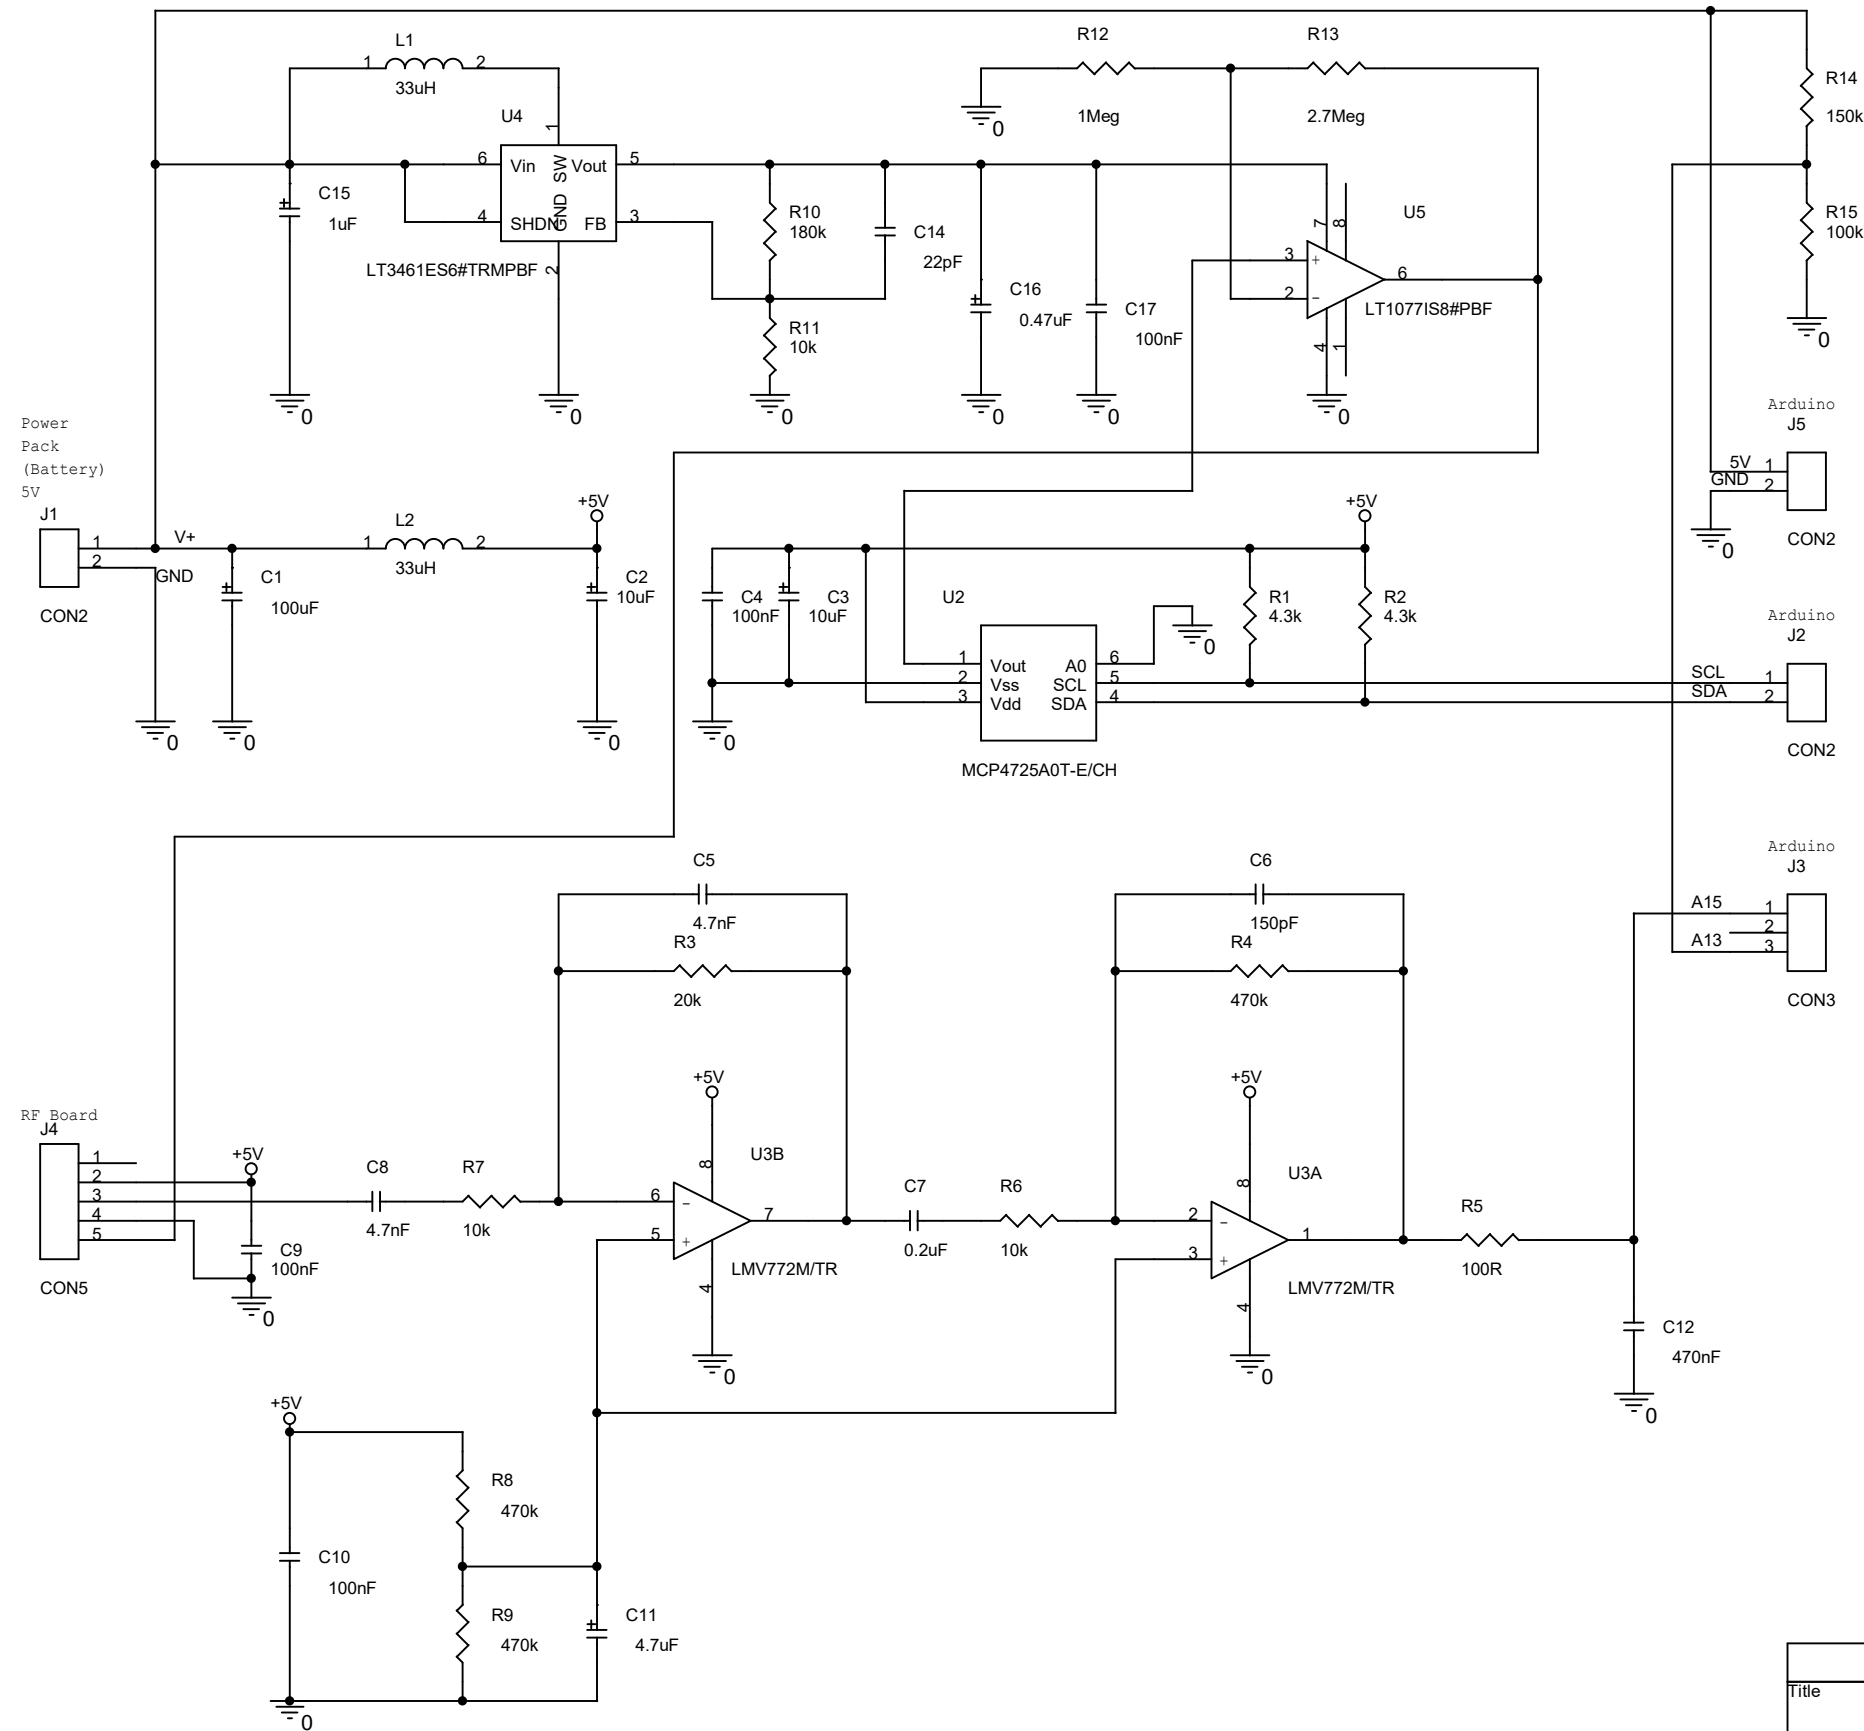 L1
1 2
33uH
R12
1Meg
R13
2.7Meg
R14
150k
R15
100k
0
0
U4
1
6 Vin SW Vout 5
4 SHDN GND FB 3
2
LT3461ES6#TRMPBF
C15
1uF
0
0
R10
180k
R11
10k
0
C14
22pF
C16
0.47uF
0
C17
100nF
0
U5
7 8
3 +
2 -
6
4 1
LT1077IS8#PBF
0
Power
Pack
(Battery)
5V
J1
1 V+
2 GND
CON2
0
C1
100uF
0
1 L2 2
33uH
+5V
C2
10uF
0
+5V
C4
100nF
C3
10uF
0
U2
1 Vout A0 6
2 Vss SCL 5
3 Vdd SDA 4
MCP4725A0T-E/CH
0
R1
4.3k
R2
4.3k
Arduino
J5
5V 1
GND 2
CON2
0
Arduino
J2
SCL 1
SDA 2
CON2
Arduino
J3
A15 1
2
A13 3
CON3
C5
4.7nF
R3
20k
C6
150pF
R4
470k
RF Board
J4
1
2
3
4
5
CON5
+5V
C9
100nF
0
C8
4.7nF
R7
10k
+5V
U3B
8
6 -
5 +
7
4
LMV772M/TR
0
C7
0.2uF
R6
10k
+5V
U3A
8
2 -
3 +
1
4
LMV772M/TR
0
R5
100R
C12
470nF
0
+5V
C10
100nF
R8
470k
R9
470k
C11
4.7uF
0
Title